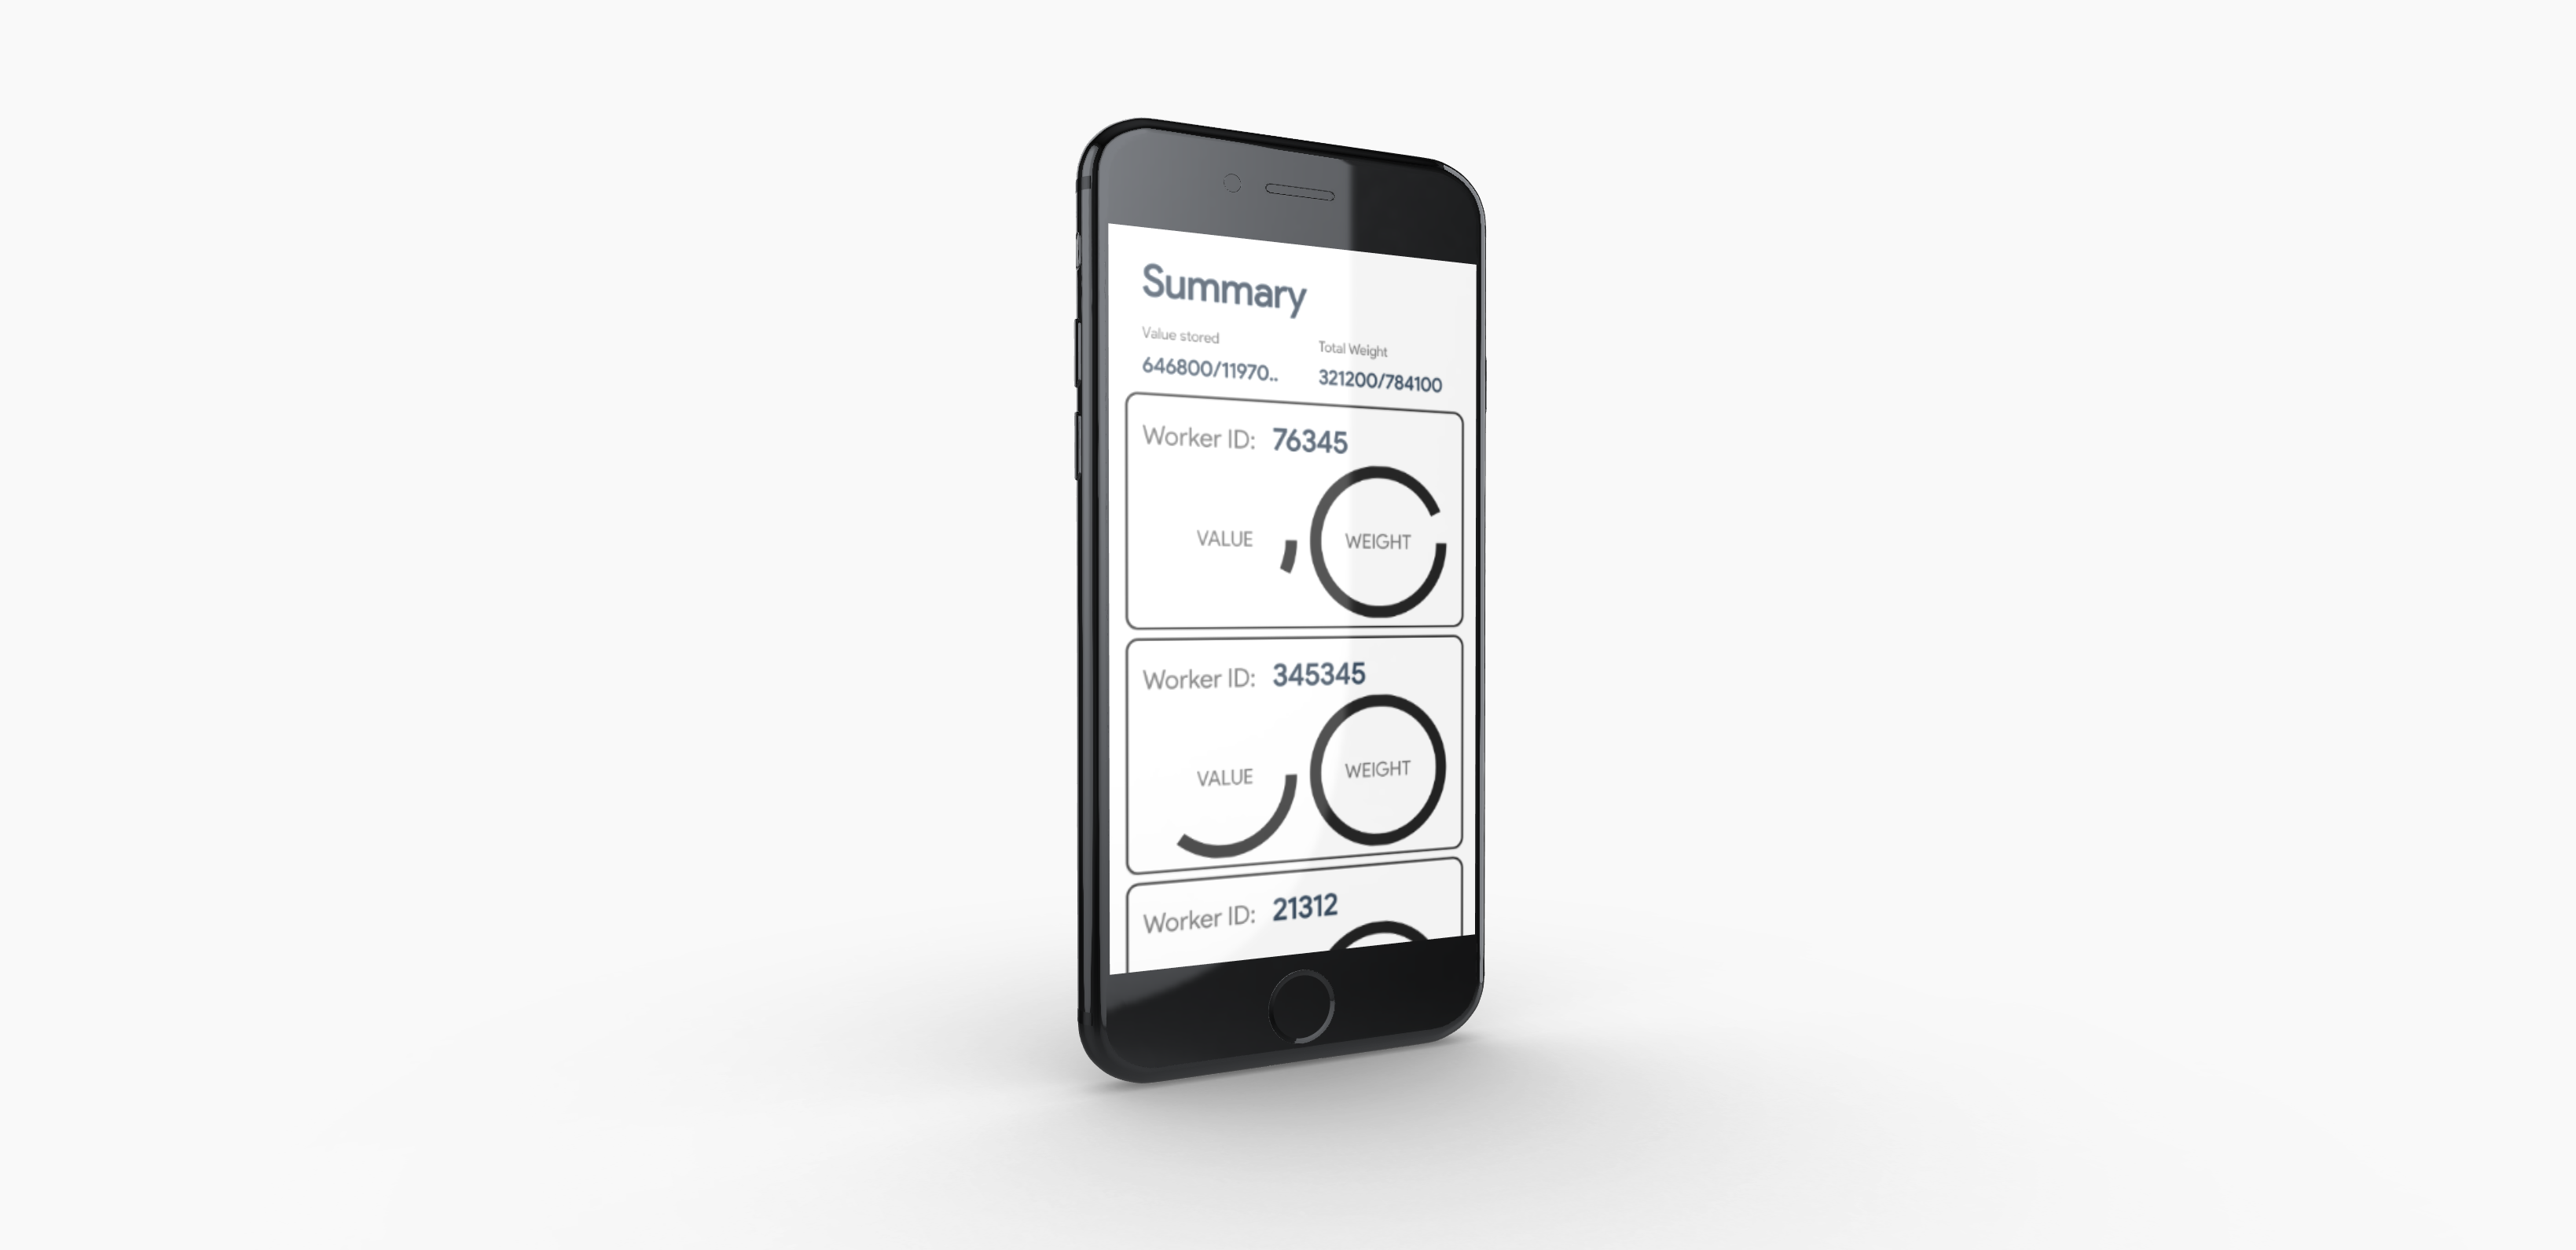 Summary
Value stored
Total Weight
646800/11970..
321200/784100
Worker ID: 76345
VALUE
WEIGHT
Worker ID: 345345
VALUE
WEIGHT
Worker ID: 21312